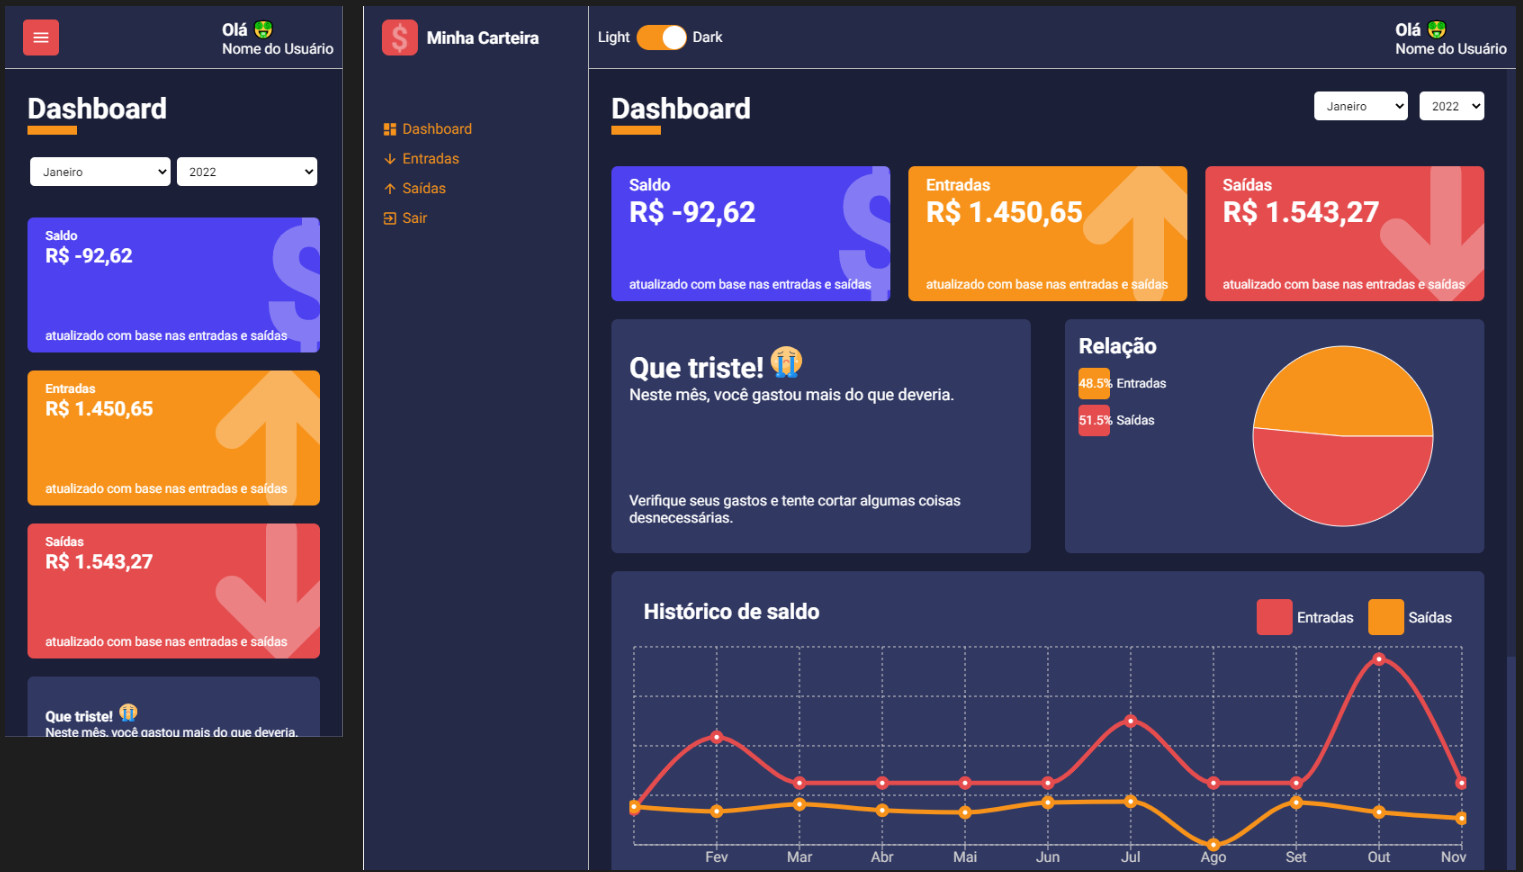 Olá
Nome do Usuário
Dashboard
Janeiro
2022
Saldo
R$ -92,62
atualizado com base nas entradas e saídas
Entradas
R$ 1.450,65
atualizado com base nas entradas e saídas
Saídas
R$ 1.543,27
atualizado com base nas entradas e saídas
Que triste!
Neste mês, você gastou mais do que deveria.
$ Minha Carteira
Dashboard
Entradas
Saídas
Sair
Light Dark
Olá
Nome do Usuário
Dashboard
Janeiro
2022
Saldo
R$ -92,62
atualizado com base nas entradas e saídas
Entradas
R$ 1.450,65
atualizado com base nas entradas e saídas
Saídas
R$ 1.543,27
atualizado com base nas entradas e saídas
Que triste!
Neste mês, você gastou mais do que deveria.
Verifique seus gastos e tente cortar algumas coisas
desnecessárias.
Relação
48.5% Entradas
51.5% Saídas
Histórico de saldo
Entradas Saídas
Fev Mar Abr Mai Jun Jul Ago Set Out Nov